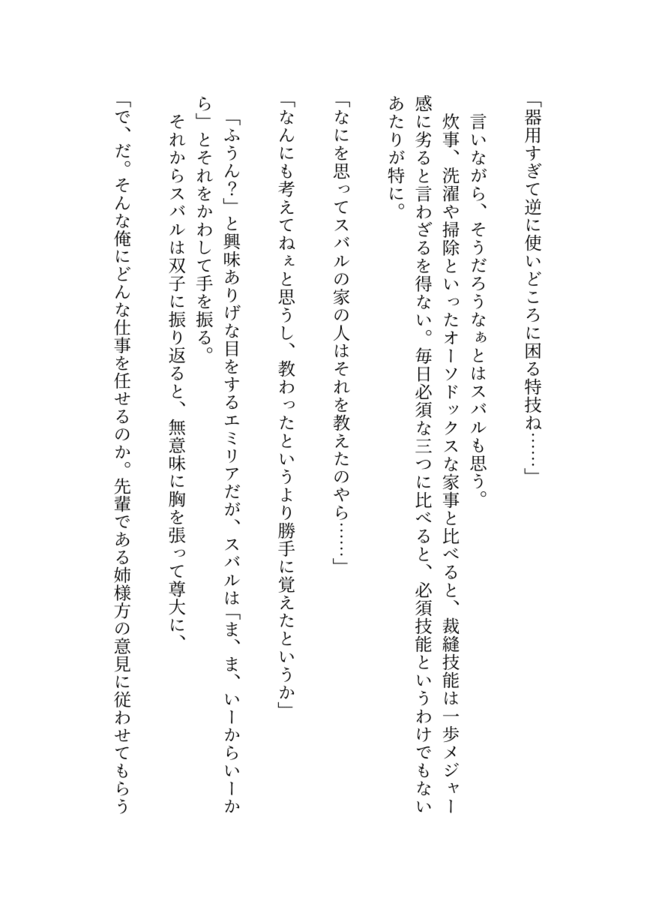 「器用すぎて逆に使いどころに困る特技ね……」
言いながら、そうだろうなぁとはスバルも思う。
炊事、洗濯や掃除といったオーソドックスな家事と比べると、裁縫技能は一歩メジャー
感に劣ると言わざるを得ない。毎日必須な三つに比べると、必須技能というわけでもない
あたりが特に。
「なにを思ってスバルの家の人はそれを教えたのやら……」
「なんにも考えてねぇと思うし、教わったというより勝手に覚えたというか」
「ふうん？」と興味ありげな目をするエミリアだが、スバルは「ま、ま、いーからいーか
ら」とそれをかわして手を振る。
それからスバルは双子に振り返ると、無意味に胸を張って尊大に、
「で、だ。そんな俺にどんな仕事を任せるのか。先輩である姉様方の意見に従わせてもらう